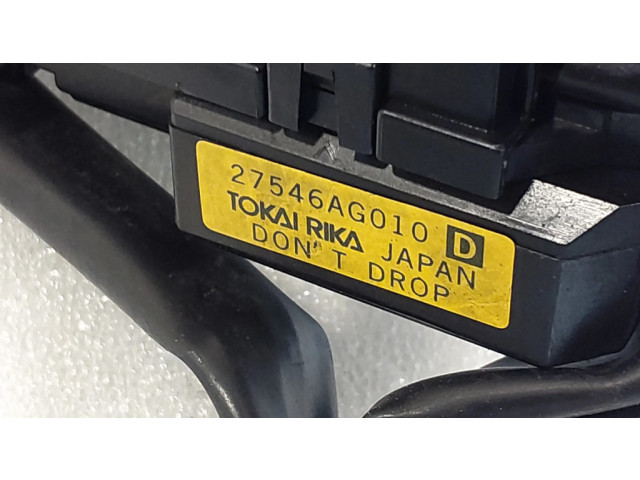 27546AG010 D
TOKAI RIKA JAPAN
DON'T DROP